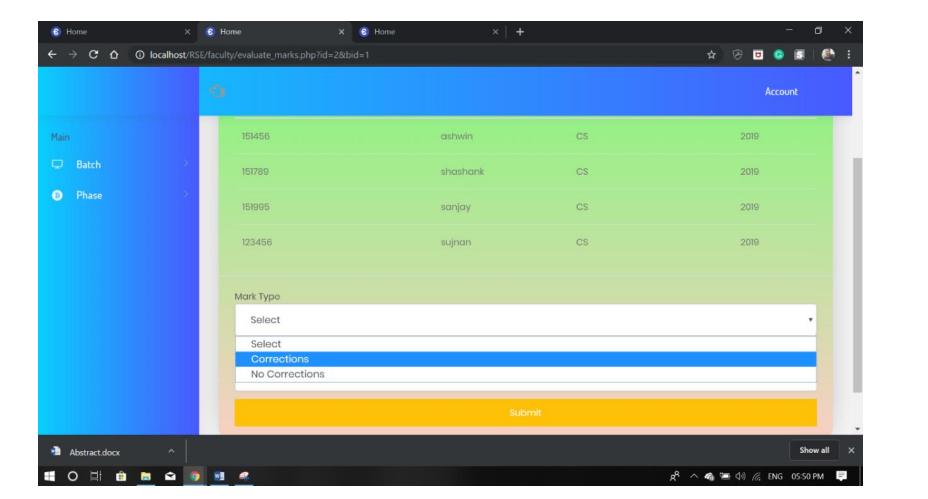 Home
Home
Home
localhost/RSE/faculty/evaluate_marks.php?id=2&bid=1
Account
Main
Batch
Phase
151456 ashwin CS 2019
151789 shashank CS 2019
151995 sanjay CS 2019
123456 sujnan CS 2019
Mark Type
Select
Select
Corrections
No Corrections
Submit
Abstract.docx
Show all
ENG 05:50 PM